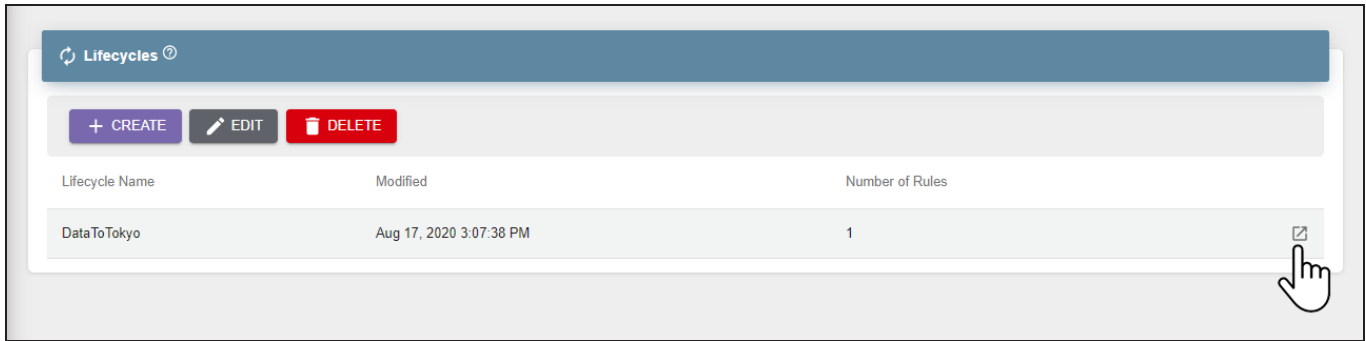 Lifecycles
CREATE EDIT DELETE
Lifecycle Name Modified Number of Rules
DataToTokyo Aug 17, 2020 3:07:38 PM 1